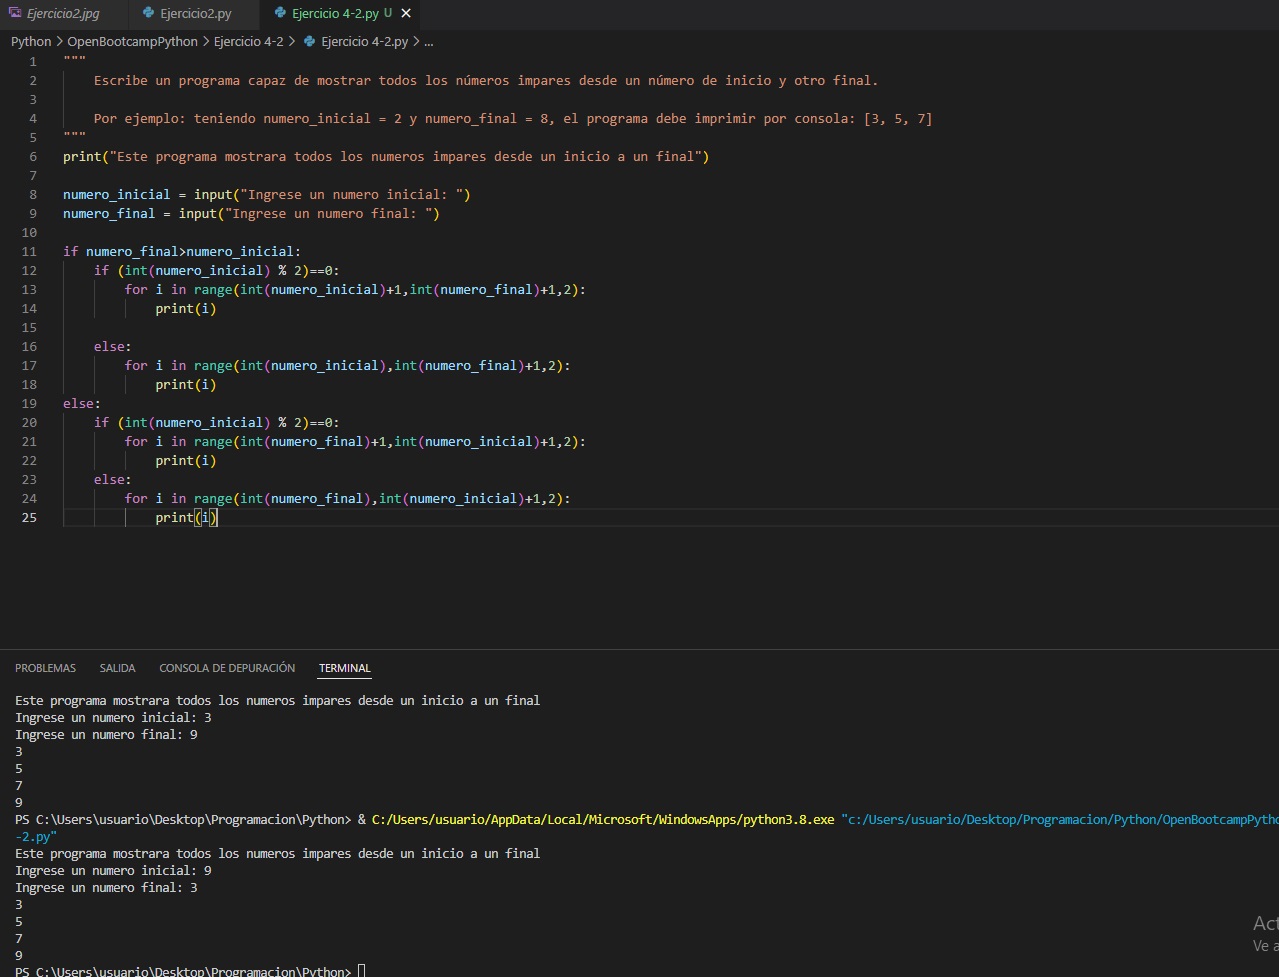 Ejercicio2.jpg Ejercicio2.py Ejercicio 4-2.py U
Python > OpenBootcampPython > Ejercicio 4-2 > Ejercicio 4-2.py > ...
1 """
2 Escribe un programa capaz de mostrar todos los números impares desde un número de inicio y otro final.
3
4 Por ejemplo: teniendo numero_inicial = 2 y numero_final = 8, el programa debe imprimir por consola: [3, 5, 7]
5 """
6 print("Este programa mostrara todos los numeros impares desde un inicio a un final")
7
8 numero_inicial = input("Ingrese un numero inicial: ")
9 numero_final = input("Ingrese un numero final: ")
10
11 if numero_final>numero_inicial:
12     if (int(numero_inicial) % 2)==0:
13         for i in range(int(numero_inicial)+1,int(numero_final)+1,2):
14             print(i)
15
16     else:
17         for i in range(int(numero_inicial),int(numero_final)+1,2):
18             print(i)
19 else:
20     if (int(numero_inicial) % 2)==0:
21         for i in range(int(numero_final)+1,int(numero_inicial)+1,2):
22             print(i)
23     else:
24         for i in range(int(numero_final),int(numero_inicial)+1,2):
25             print(i)
PROBLEMAS SALIDA CONSOLA DE DEPURACIÓN TERMINAL
Este programa mostrara todos los numeros impares desde un inicio a un final
Ingrese un numero inicial: 3
Ingrese un numero final: 9
3
5
7
9
PS C:\Users\usuario\Desktop\Programacion\Python> & C:/Users/usuario/AppData/Local/Microsoft/WindowsApps/python3.8.exe "c:/Users/usuario/Desktop/Programacion/Python/OpenBootcampPytho
-2.py"
Este programa mostrara todos los numeros impares desde un inicio a un final
Ingrese un numero inicial: 9
Ingrese un numero final: 3
3
5
7
9
Act
Ve a
PS C:\Users\usuario\Desktop\Programacion\Python>